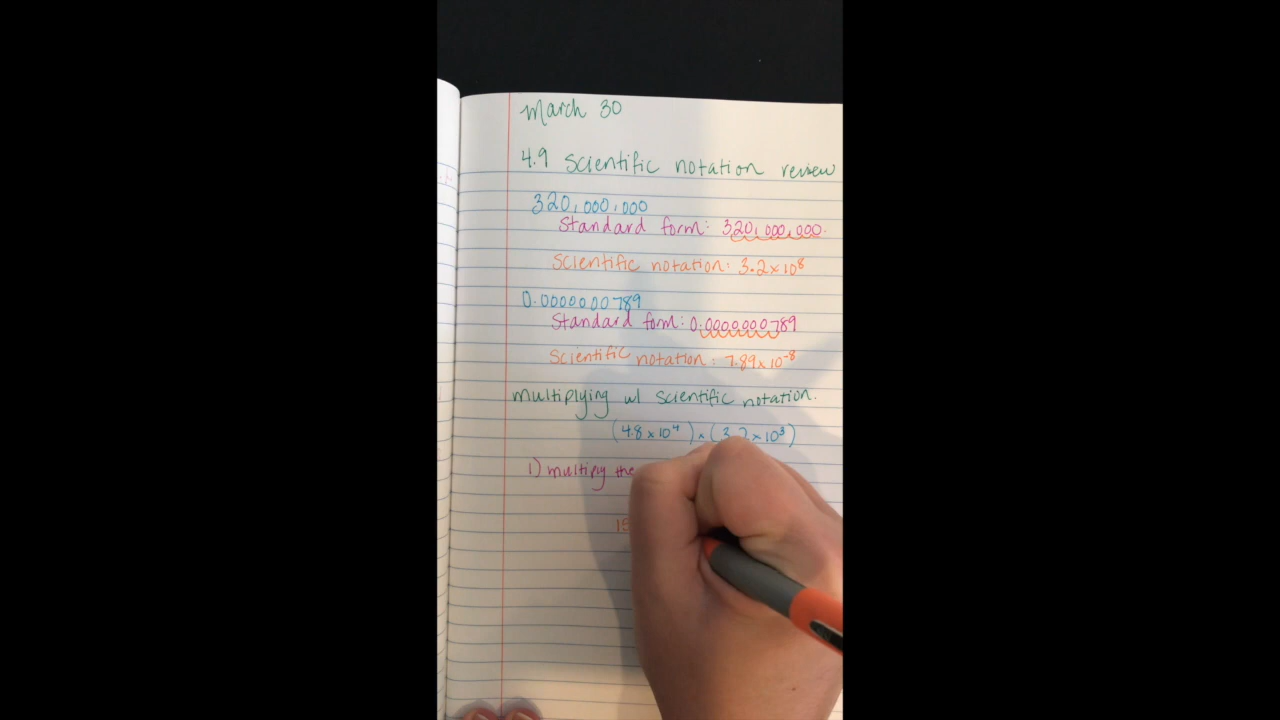 March 30
4.9 Scientific notation review
320,000,000
Standard form: 320,000,000.
Scientific notation: 3.2 x 10⁸
0.0000000789
Standard form: 0.0000000789
Scientific notation: 7.89 x 10⁻⁸
multiplying w/ scientific notation.
(4.8 x 10⁴) x (3.2 x 10³)
1) multiply the
15